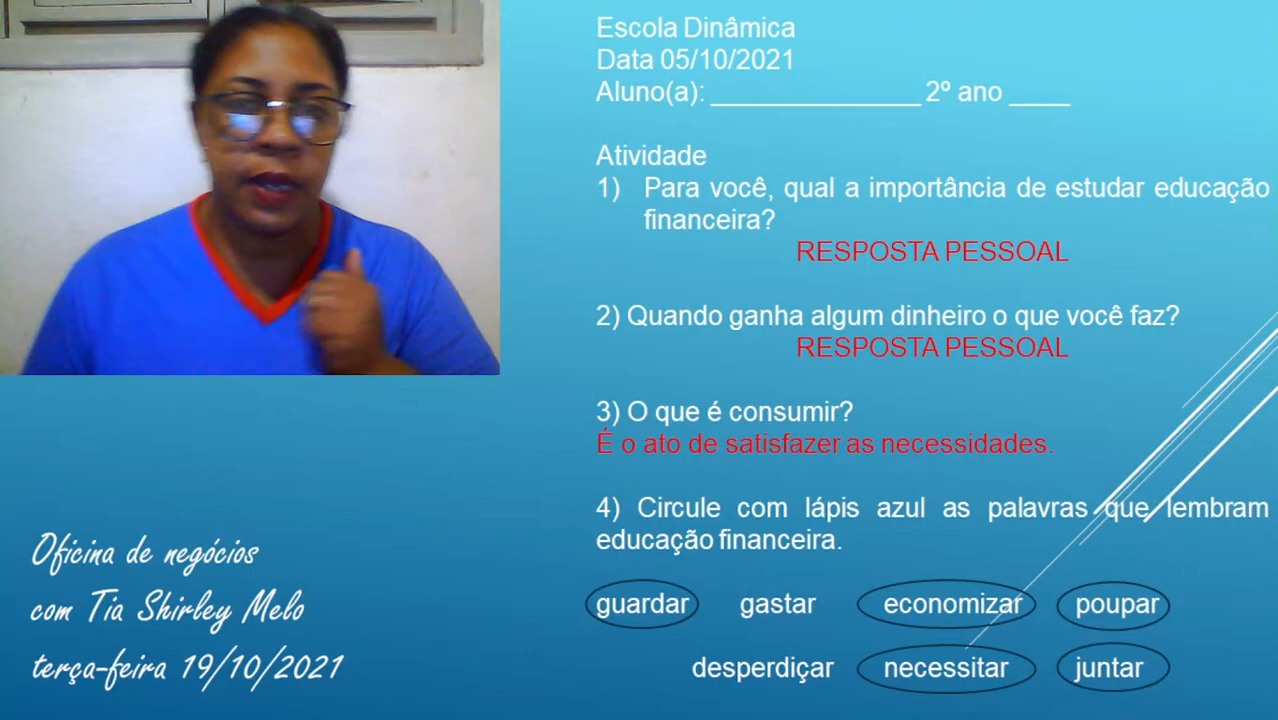 Escola Dinâmica
Data 05/10/2021
Aluno(a): _______________ 2º ano ____
Atividade
1) Para você, qual a importância de estudar educação
financeira?
RESPOSTA PESSOAL
2) Quando ganha algum dinheiro o que você faz?
RESPOSTA PESSOAL
3) O que é consumir?
É o ato de satisfazer as necessidades.
4) Circule com lápis azul as palavras que lembram
educação financeira.
guardar gastar economizar poupar
desperdiçar necessitar juntar
Oficina de negócios
com Tia Shirley Melo
terça-feira 19/10/2021